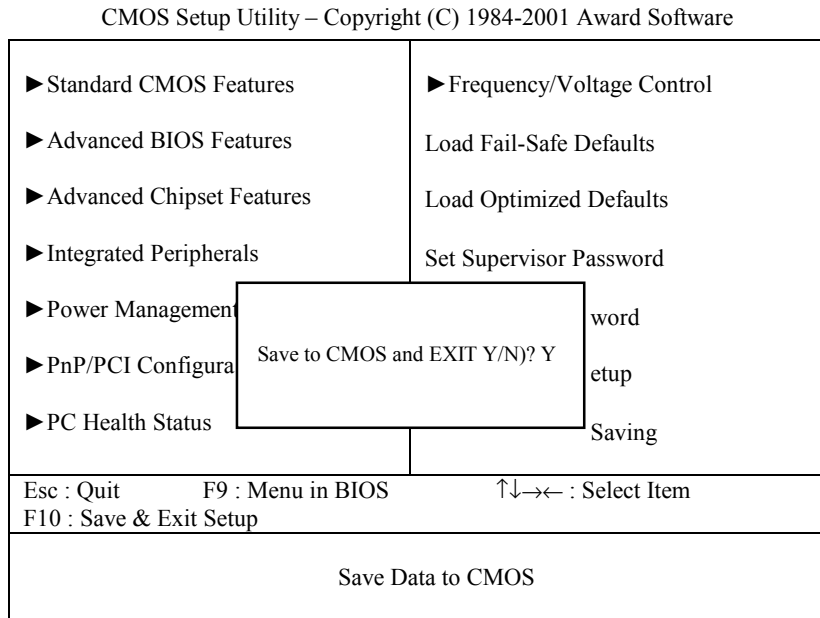 CMOS Setup Utility – Copyright (C) 1984-2001 Award Software
►Standard CMOS Features
►Advanced BIOS Features
►Advanced Chipset Features
►Integrated Peripherals
►Power Management
►PnP/PCI Configura
►PC Health Status
►Frequency/Voltage Control
Load Fail-Safe Defaults
Load Optimized Defaults
Set Supervisor Password
word
etup
Saving
Save to CMOS and EXIT Y/N)? Y
Esc : Quit F9 : Menu in BIOS ↑↓→← : Select Item
F10 : Save & Exit Setup
Save Data to CMOS